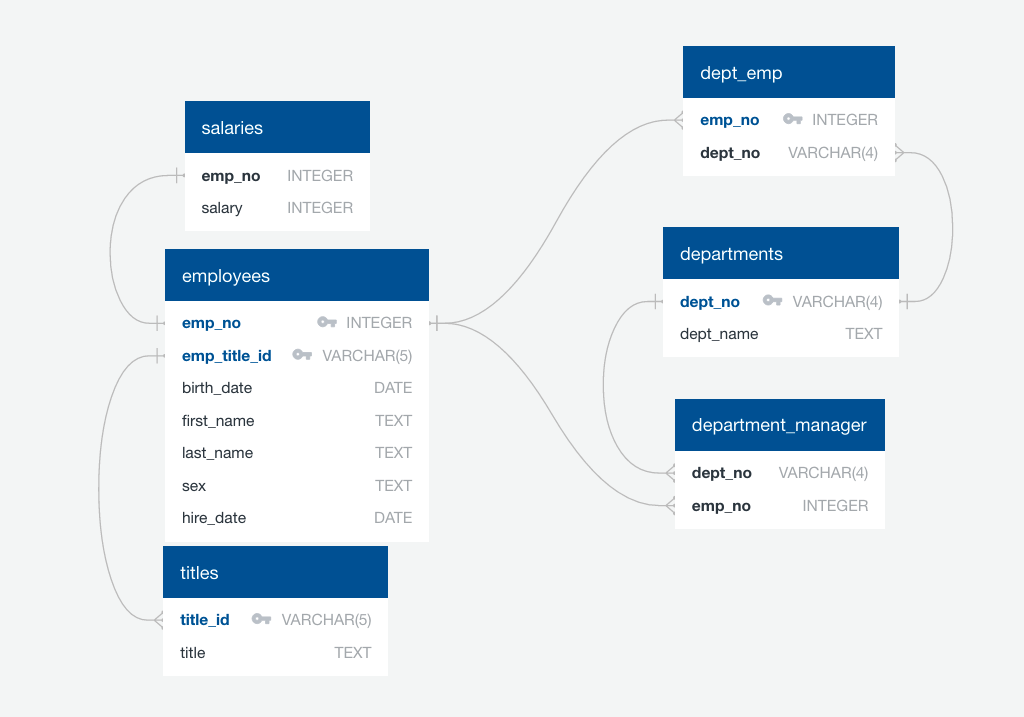 salaries
emp_no INTEGER
salary INTEGER
employees
emp_no INTEGER
emp_title_id VARCHAR(5)
birth_date DATE
first_name TEXT
last_name TEXT
sex TEXT
hire_date DATE
titles
title_id VARCHAR(5)
title TEXT
dept_emp
emp_no INTEGER
dept_no VARCHAR(4)
departments
dept_no VARCHAR(4)
dept_name TEXT
department_manager
dept_no VARCHAR(4)
emp_no INTEGER